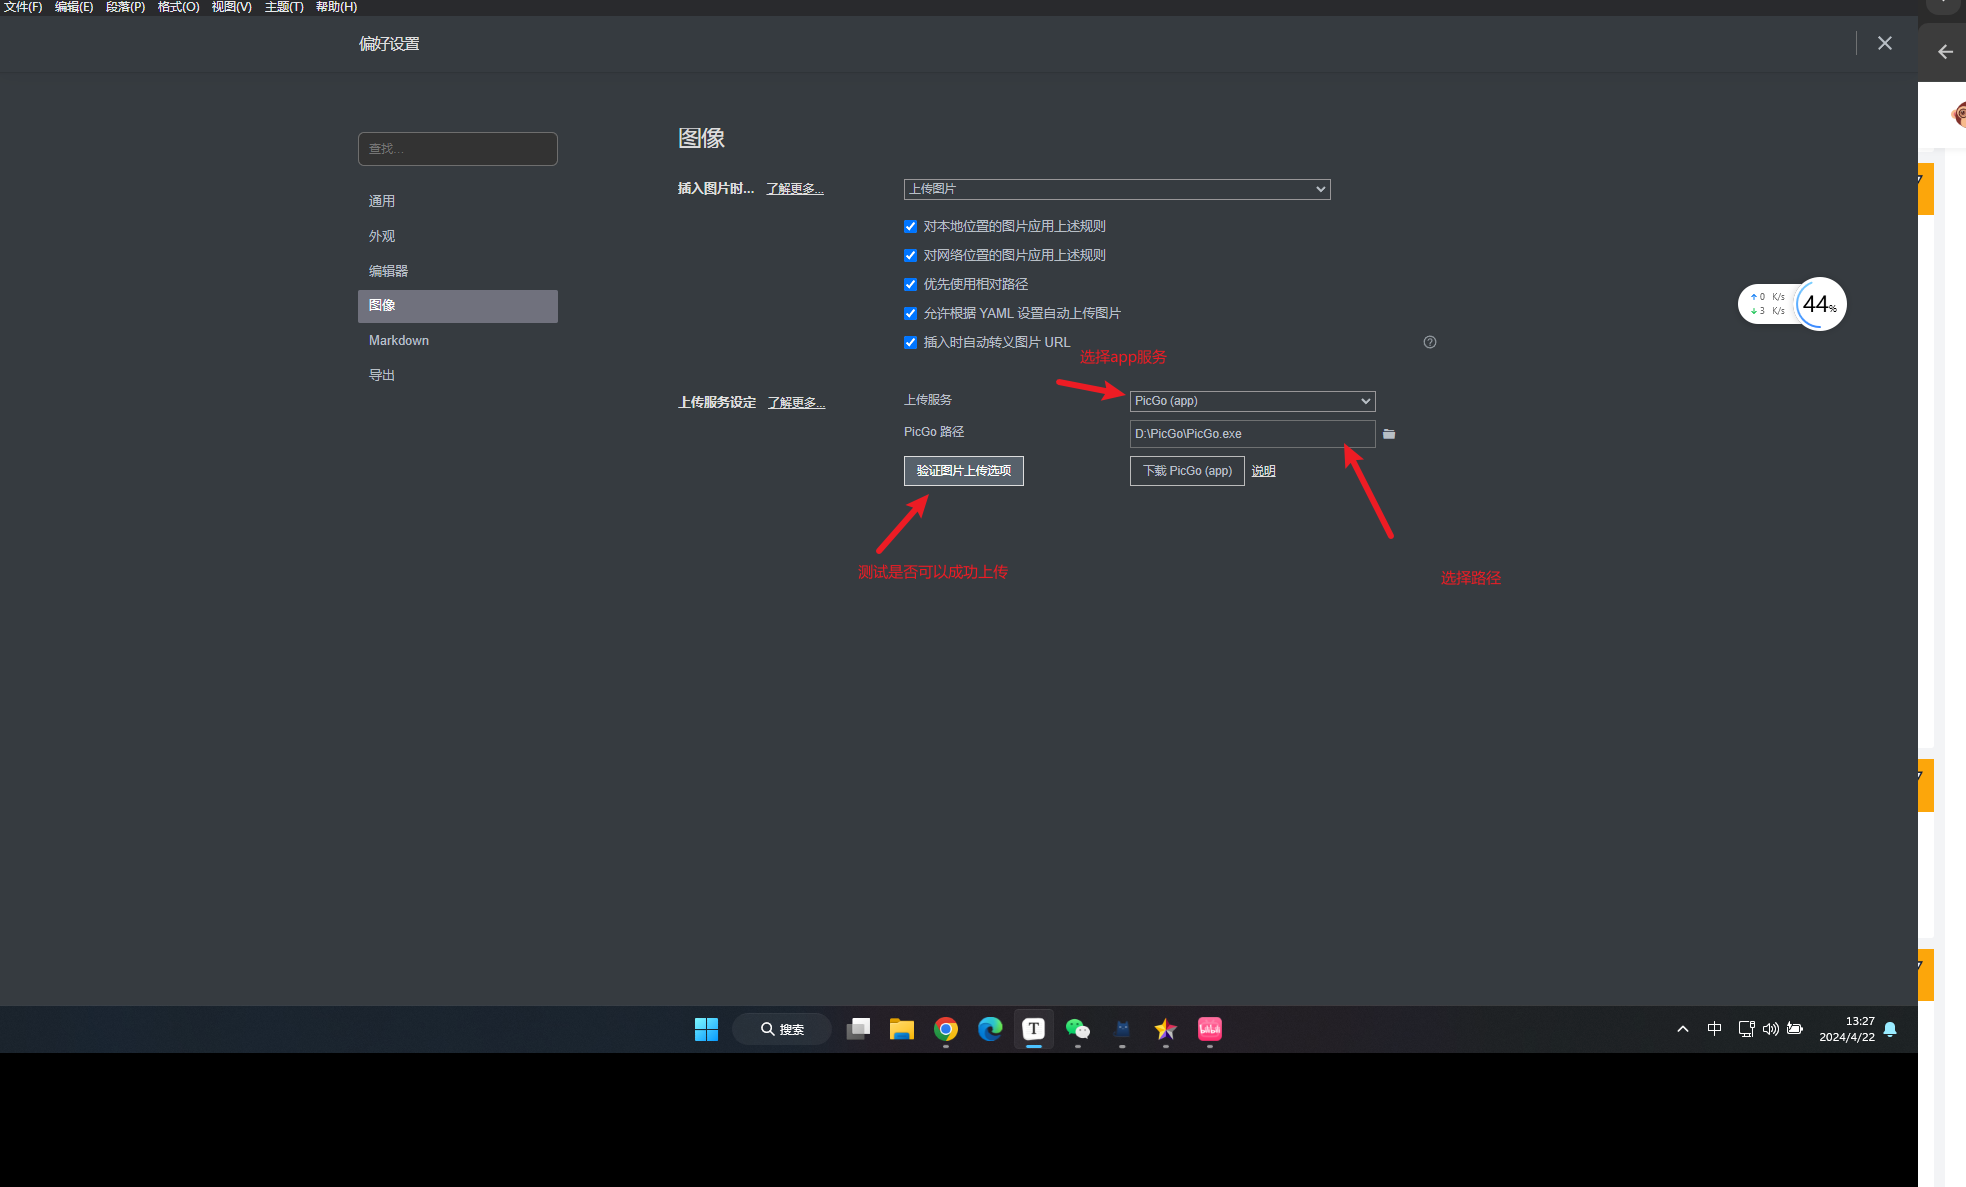 文件(F) 编辑(E) 段落(P) 格式(O) 视图(V) 主题(T) 帮助(H)
偏好设置
查找...
通用
外观
编辑器
图像
Markdown
导出
图像
插入图片时... 了解更多...
上传图片
对本地位置的图片应用上述规则
对网络位置的图片应用上述规则
优先使用相对路径
允许根据 YAML 设置自动上传图片
插入时自动转义图片 URL
选择app服务
上传服务设定 了解更多...
上传服务
PicGo (app)
PicGo 路径
D:\PicGo\PicGo.exe
验证图片上传选项
下载 PicGo (app) 说明
测试是否可以成功上传
选择路径
0 K/s
3 K/s
44%
搜索
T
bilibili
中
13:27
2024/4/22